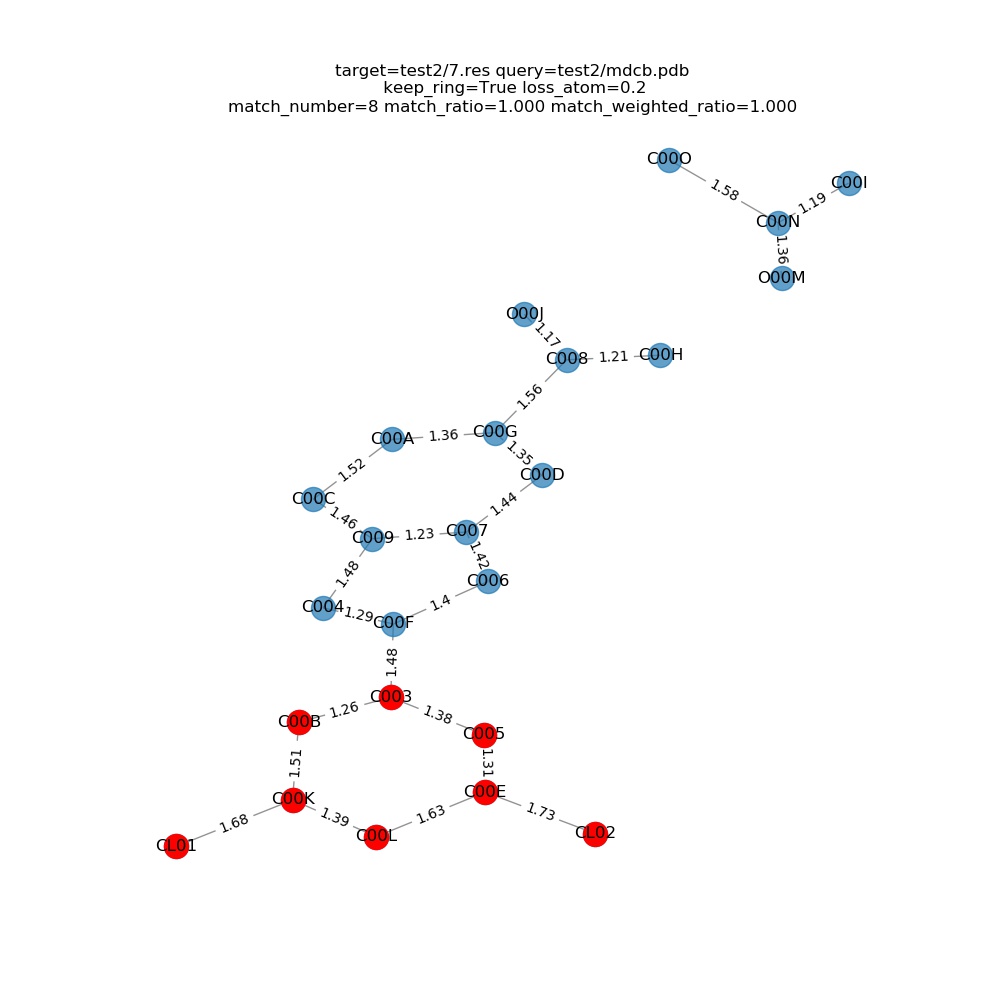 target=test2/7.res query=test2/mdcb.pdb
keep_ring=True loss_atom=0.2
match_number=8 match_ratio=1.000 match_weighted_ratio=1.000
C00O
C00I
1.58
1.19
C00N
1.36
O00M
O00J
1.17
C008
1.21
C00H
1.56
C00A
1.36
C00G
1.35
1.52
C00D
C00C
1.44
1.46
C009
1.23
C007
1.42
1.48
C006
C004
1.29
C00F
1.4
1.48
C003
C00B
1.26
1.38
C005
1.51
1.31
C00K
C00E
1.68
1.39
1.63
1.73
CL01
C00L
CL02